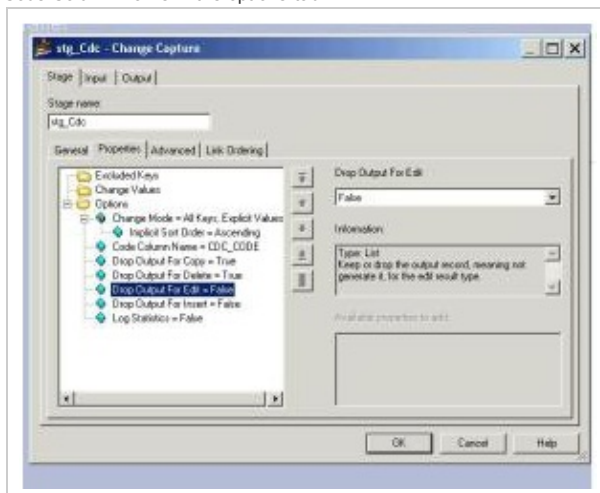 stg_Cdc - Change Capture
Stage Input Output
Stage name:
stg_Cdc
General Properties Advanced Link Ordering
Excluded Keys
Change Values
Options
Change Mode = All Keys, Explicit Values
Implicit Sort Order = Ascending
Code Column Name = CDC_CODE
Drop Output For Copy = True
Drop Output For Delete = True
Drop Output For Edit = False
Drop Output For Insert = False
Log Statistics = False
Drop Output For Edit
False
Information:
Type: List
Keep or drop the output record, meaning not
generate it, for the edit result type.
Available properties to add:
OK Cancel Help